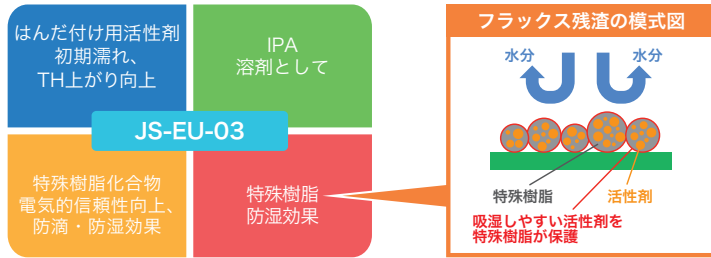 はんだ付け用活性剤
初期濡れ、
TH上がり向上
IPA
溶剤として
JS-EU-03
特殊樹脂化合物
電気的信頼性向上、
防滴・防湿効果
特殊樹脂
防湿効果
フラックス残渣の模式図
水分
水分
特殊樹脂
活性剤
吸湿しやすい活性剤を
特殊樹脂が保護